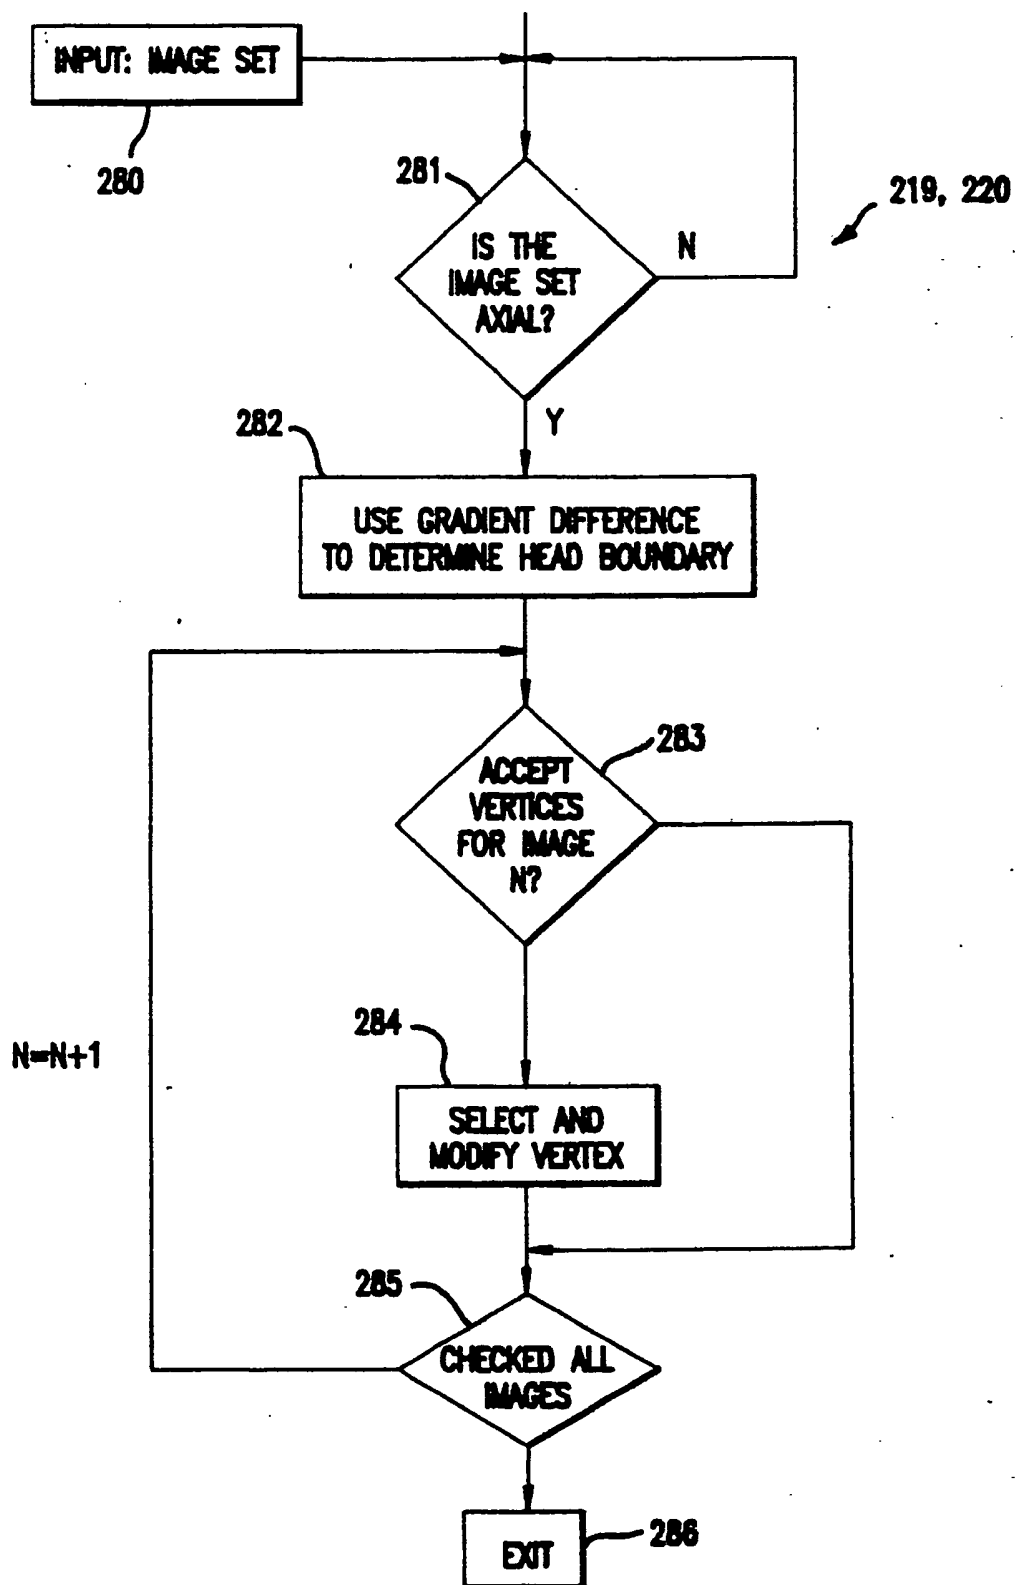 INPUT: IMAGE SET
280
281
219, 220
IS THE
IMAGE SET
AXIAL?
N
Y
282
USE GRADIENT DIFFERENCE
TO DETERMINE HEAD BOUNDARY
283
ACCEPT
VERTICES
FOR IMAGE
N?
284
N=N+1
SELECT AND
MODIFY VERTEX
285
CHECKED ALL
IMAGES
286
EXIT